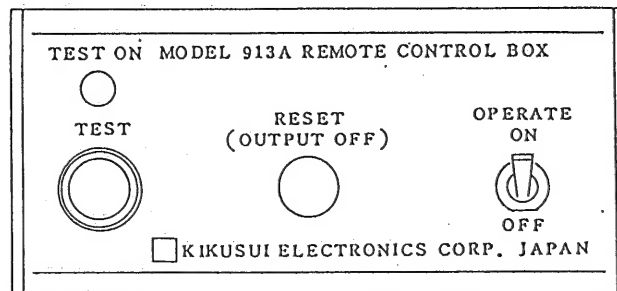 TEST ON MODEL 913A REMOTE CONTROL BOX
TEST
RESET
(OUTPUT OFF)
OPERATE
ON
OFF
KIKUSUI ELECTRONICS CORP. JAPAN